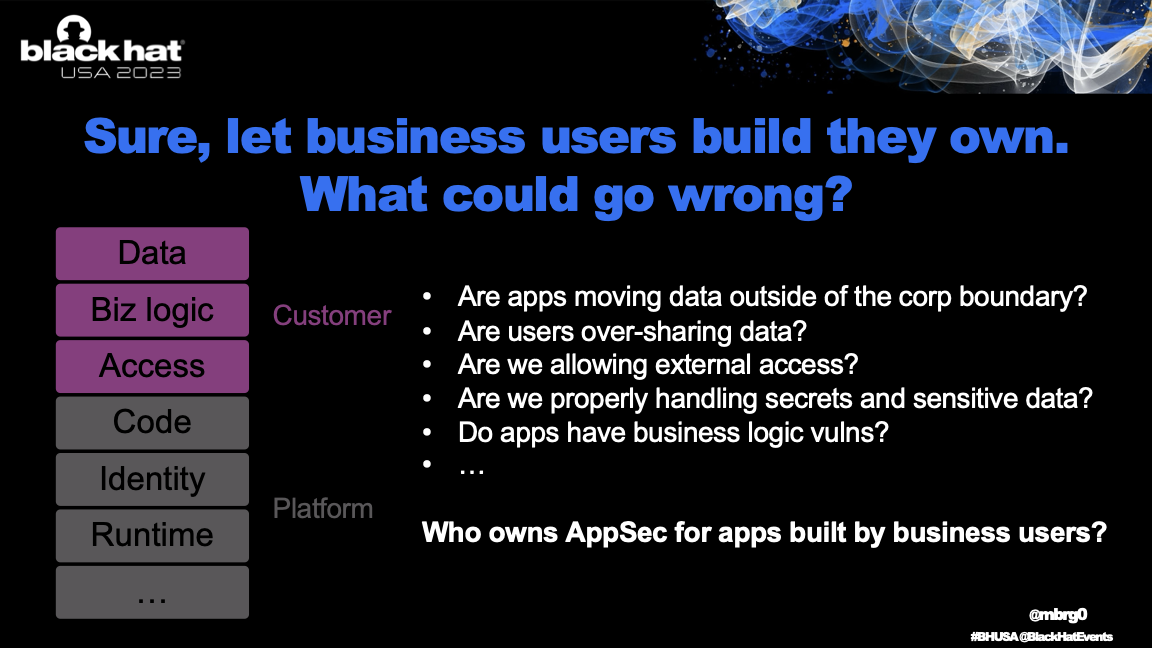 black hat®
USA 2023
Sure, let business users build they own.
What could go wrong?
Data
Biz logic
Access
Code
Identity
Runtime
…
Customer
Platform
• Are apps moving data outside of the corp boundary?
• Are users over-sharing data?
• Are we allowing external access?
• Are we properly handling secrets and sensitive data?
• Do apps have business logic vulns?
• …
Who owns AppSec for apps built by business users?
@mbrg0
#BHUSA @BlackHatEvents